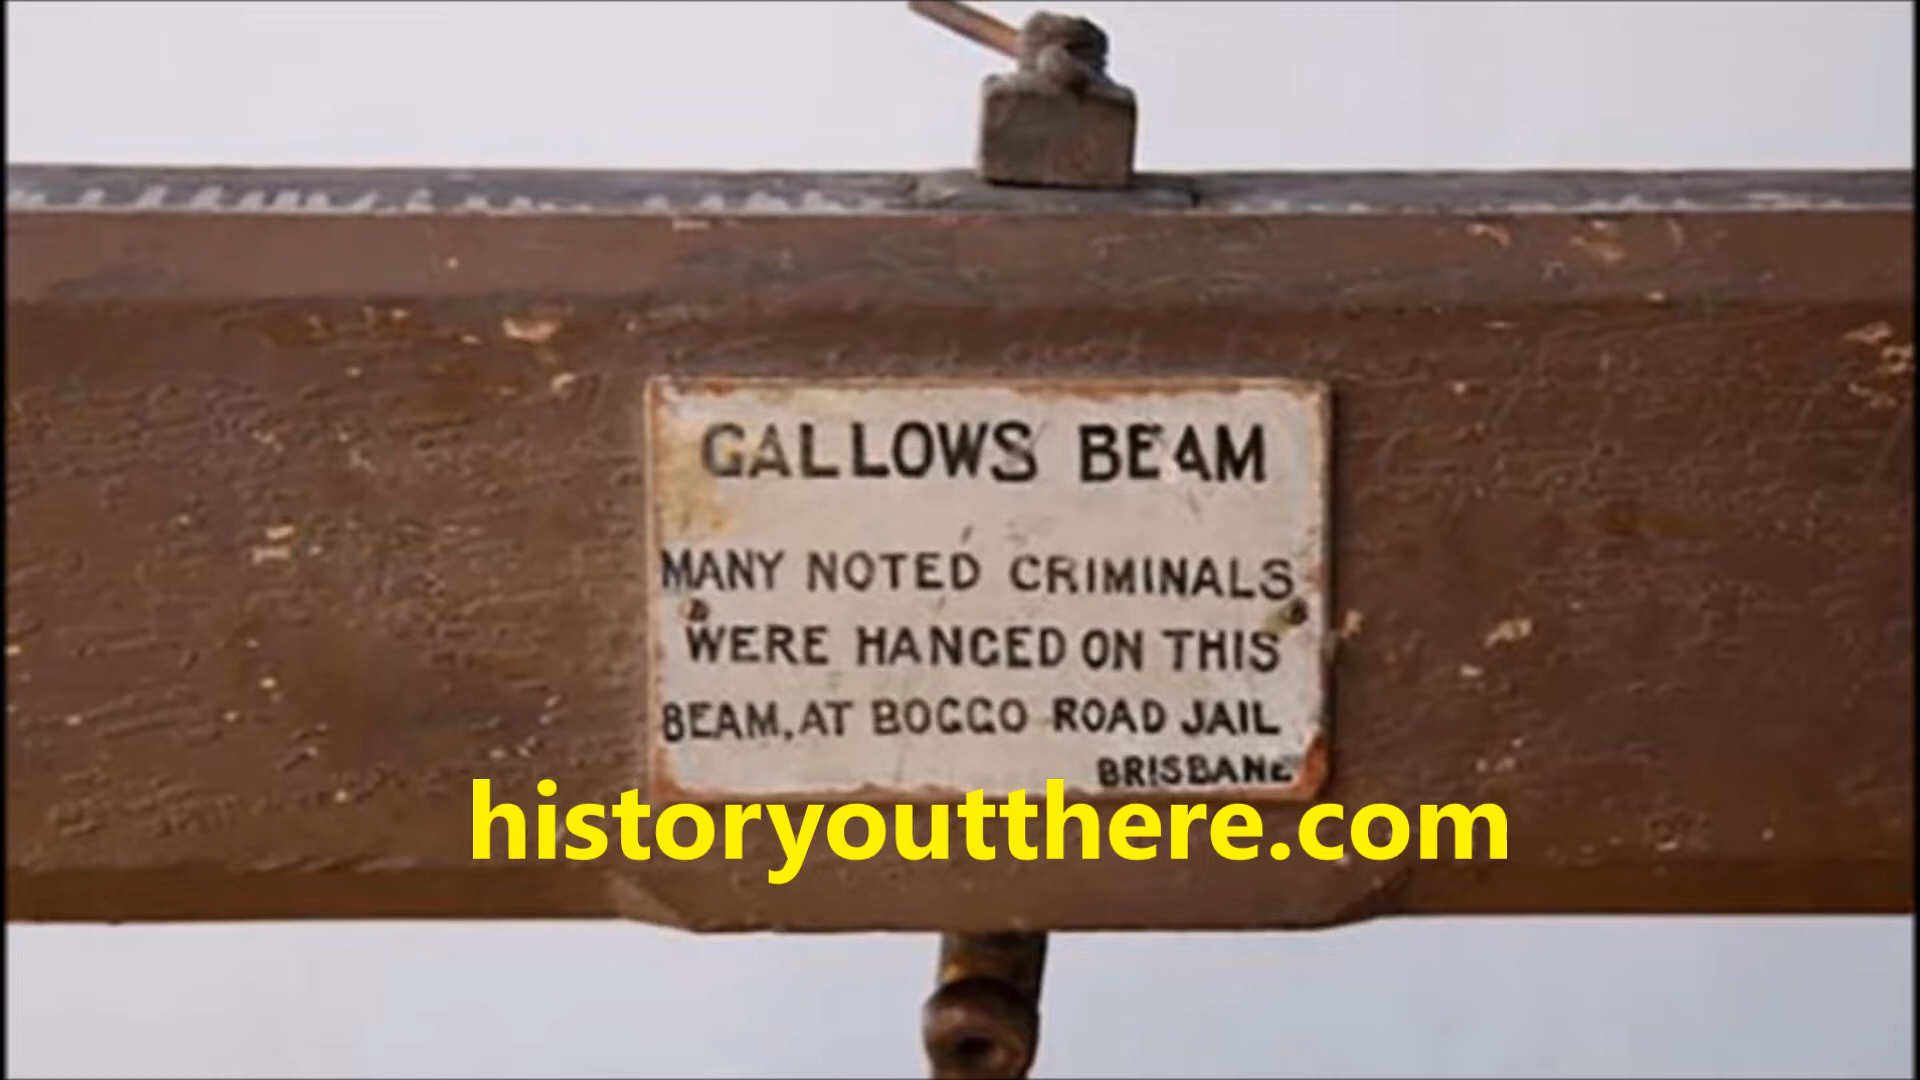 GALLOWS BEAM
MANY NOTED CRIMINALS
WERE HANGED ON THIS
BEAM, AT BOGGO ROAD JAIL
BRISBANE
historyoutthere.com